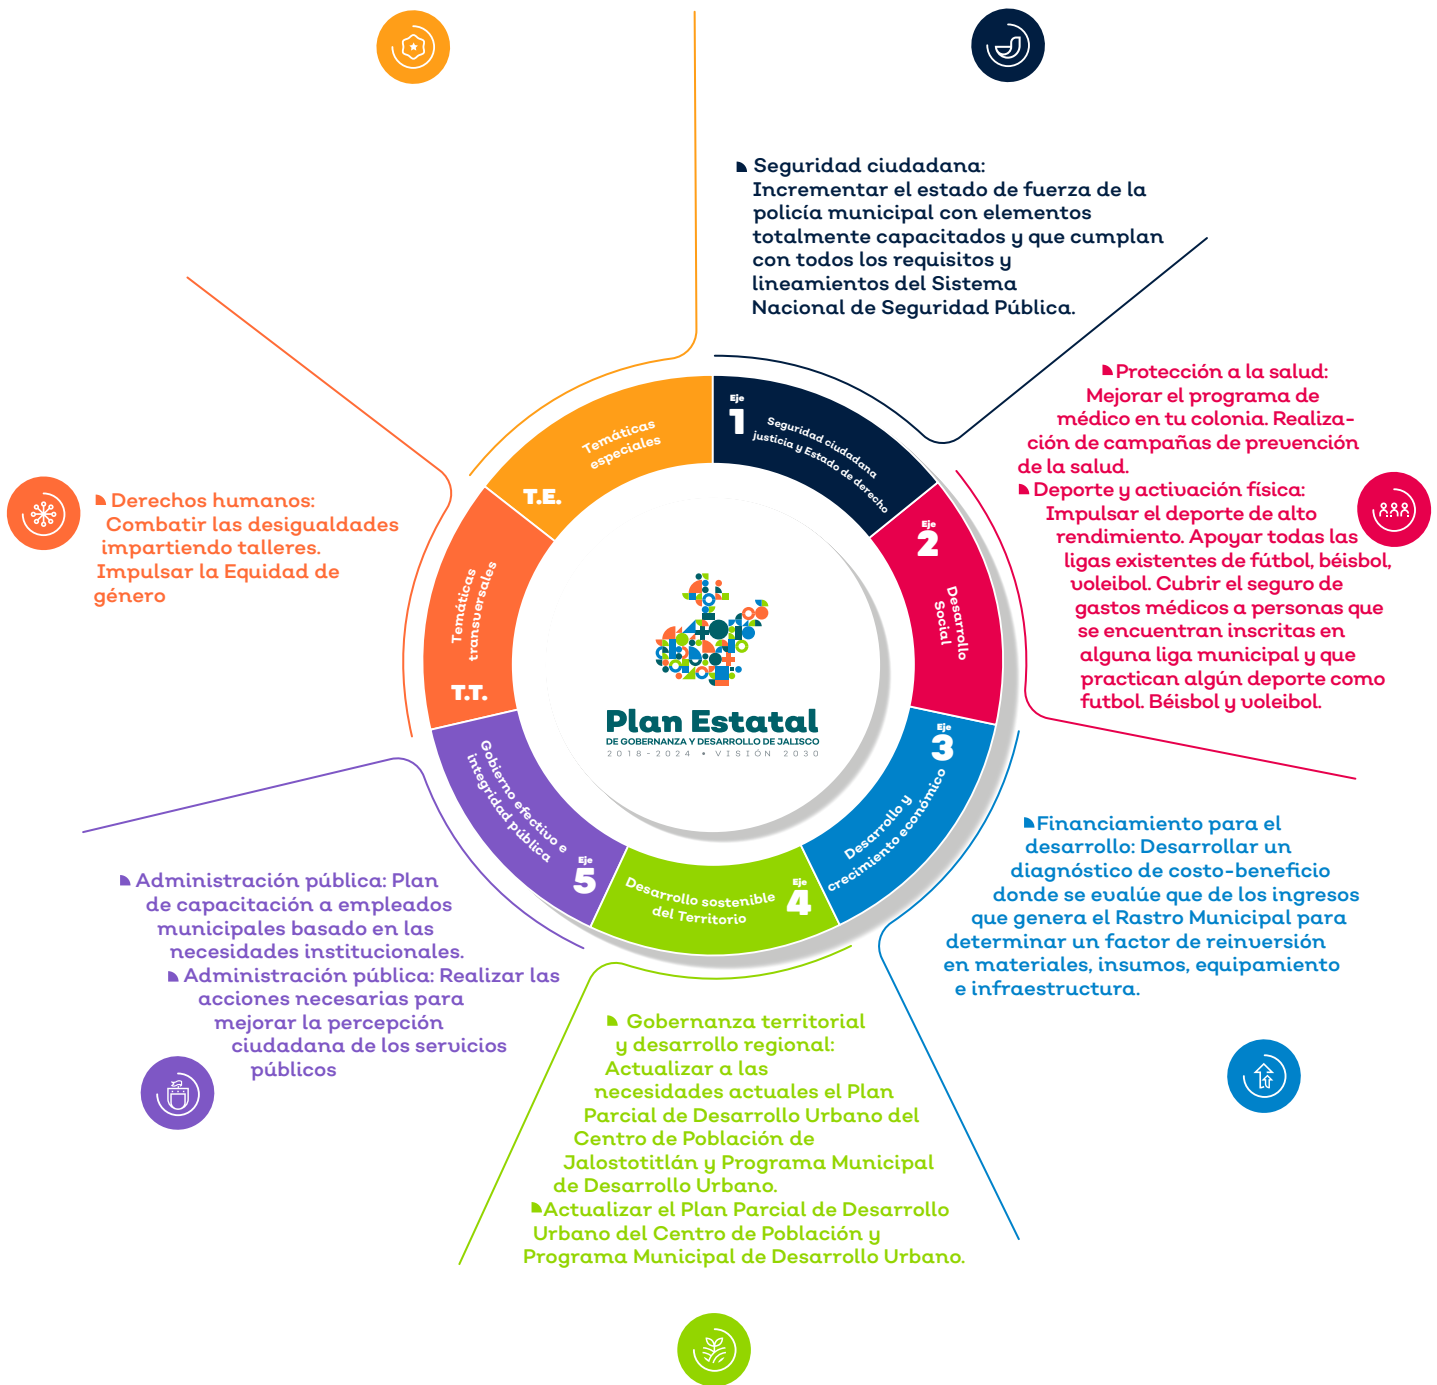 Seguridad ciudadana:
Incrementar el estado de fuerza de la
policía municipal con elementos
totalmente capacitados y que cumplan
con todos los requisitos y
lineamientos del Sistema
Nacional de Seguridad Pública.
Protección a la salud:
Mejorar el programa de
médico en tu colonia. Realiza-
ción de campañas de prevención
de la salud.
Deporte y activación física:
Impulsar el deporte de alto
rendimiento. Apoyar todas las
ligas existentes de fútbol, béisbol,
voleibol. Cubrir el seguro de
gastos médicos a personas que
se encuentran inscritas en
alguna liga municipal y que
practican algún deporte como
futbol. Béisbol y voleibol.
Financiamiento para el
desarrollo: Desarrollar un
diagnóstico de costo-beneficio
donde se evalúe que de los ingresos
que genera el Rastro Municipal para
determinar un factor de reinversión
en materiales, insumos, equipamiento
e infraestructura.
Gobernanza territorial
y desarrollo regional:
Actualizar a las
necesidades actuales el Plan
Parcial de Desarrollo Urbano del
Centro de Población de
Jalostotitlán y Programa Municipal
de Desarrollo Urbano.
Actualizar el Plan Parcial de Desarrollo
Urbano del Centro de Población y
Programa Municipal de Desarrollo Urbano.
Administración pública: Plan
de capacitación a empleados
municipales basado en las
necesidades institucionales.
Administración pública: Realizar las
acciones necesarias para
mejorar la percepción
ciudadana de los servicios
públicos
Derechos humanos:
Combatir las desigualdades
impartiendo talleres.
Impulsar la Equidad de
género
Temáticas
especiales
T.E.
Eje
1
Seguridad ciudadana
justicia y Estado de derecho
Eje
2
Desarrollo
Social
Eje
3
Desarrollo y
crecimiento económico
Eje
4
Desarrollo sostenible
del Territorio
Eje
5
Gobierno efectivo e
integridad pública
Temáticas
transversales
T.T.
Plan Estatal
DE GOBERNANZA Y DESARROLLO DE JALISCO
2018-2024 • VISIÓN 2030